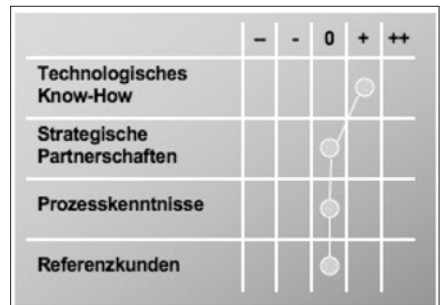 – - 0 + ++
Technologisches
Know-How
Strategische
Partnerschaften
Prozesskenntnisse
Referenzkunden